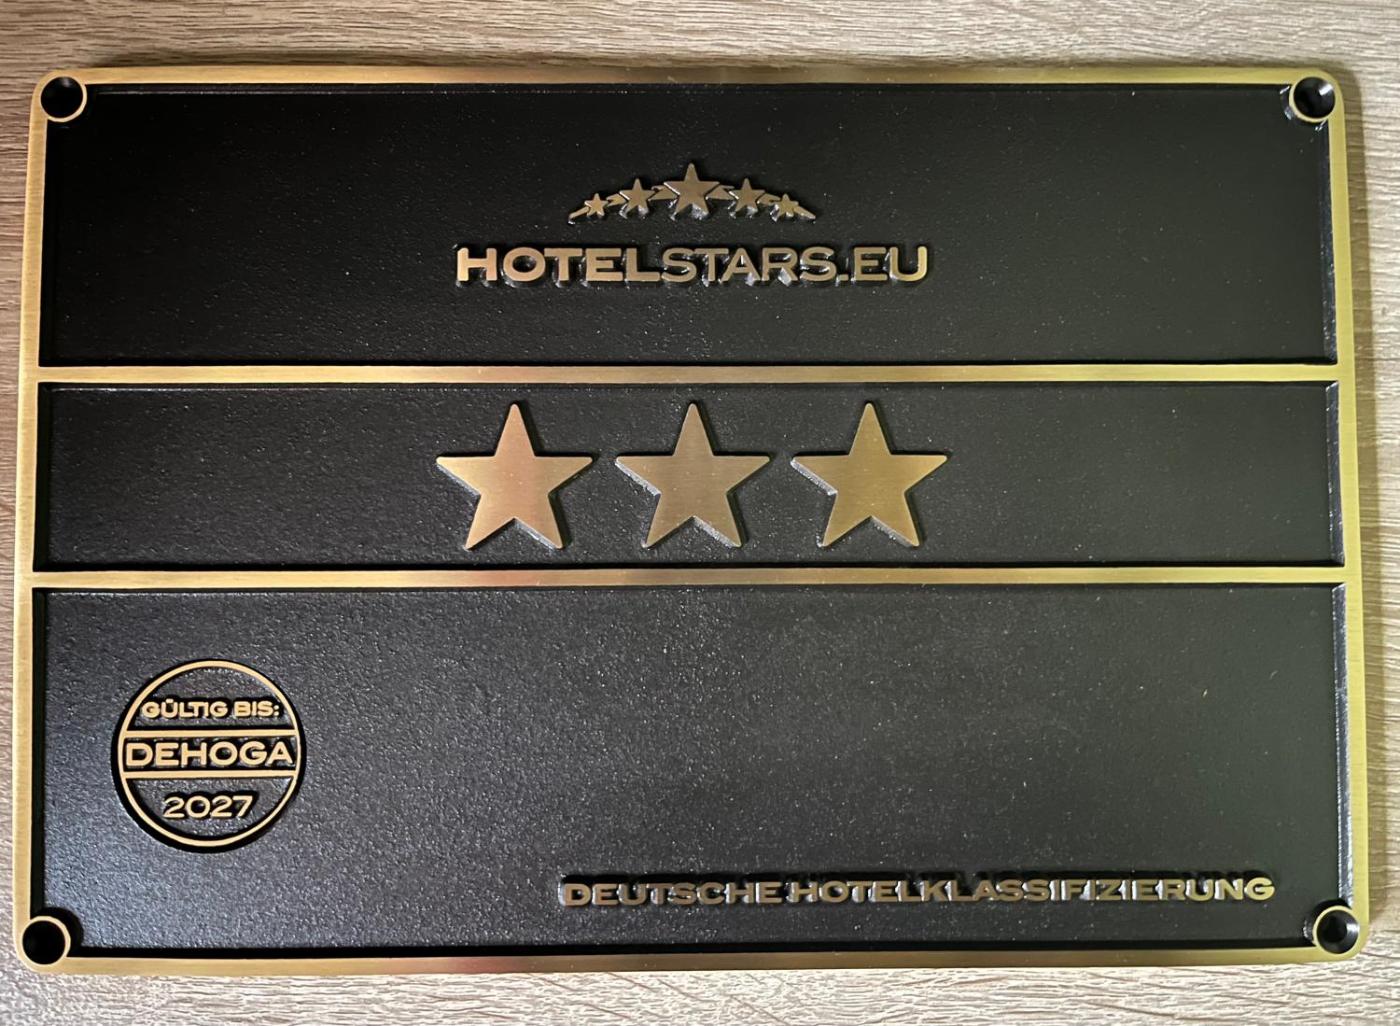 HOTELSTARS.EU
GÜLTIG BIS:
DEHOGA
2027
DEUTSCHE HOTELKLASSIFIZIERUNG